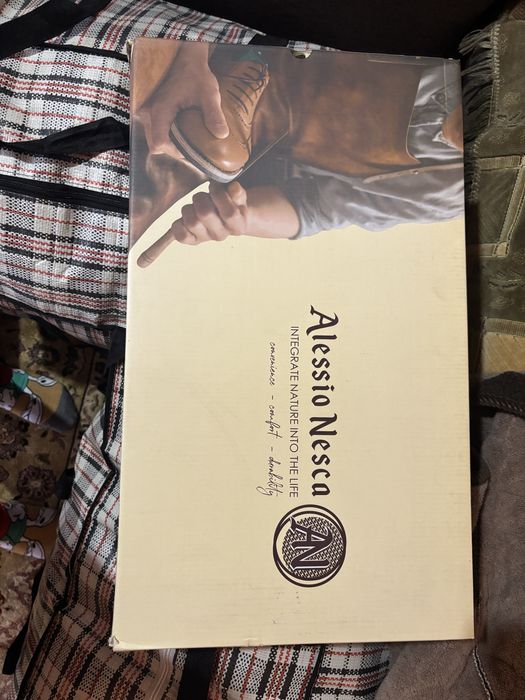 Alessio Nesca
INTEGRATE NATURE INTO THE LIFE
convenience - comfort - durability
AN